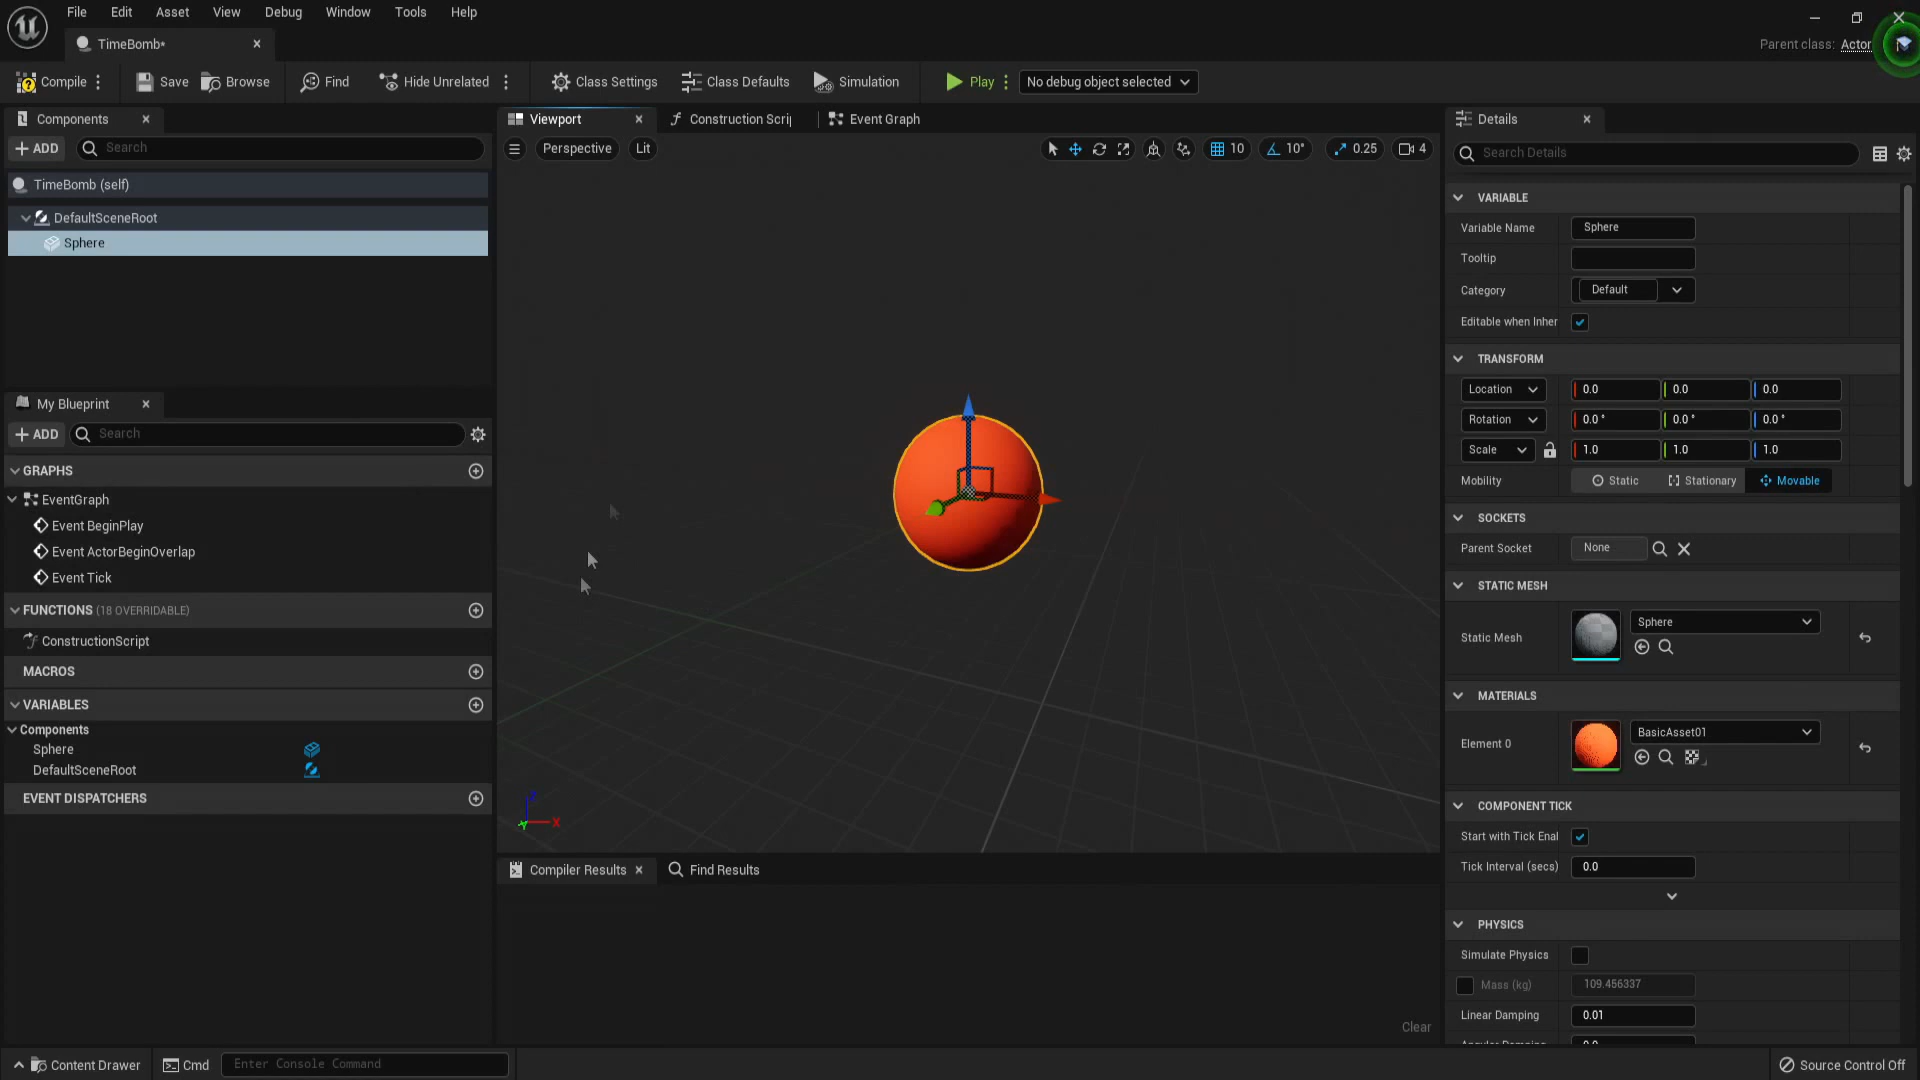 File Edit Asset View Debug Window Tools Help
TimeBomb*
Parent class: Actor
Compile Save Browse Find Hide Unrelated Class Settings Class Defaults Simulation Play No debug object selected
Components
ADD Search
TimeBomb (self)
DefaultSceneRoot
Sphere
My Blueprint
ADD Search
GRAPHS
EventGraph
Event BeginPlay
Event ActorBeginOverlap
Event Tick
FUNCTIONS (18 OVERRIDABLE)
ConstructionScript
MACROS
VARIABLES
Components
Sphere
DefaultSceneRoot
EVENT DISPATCHERS
Viewport Construction Scrip Event Graph
Perspective Lit 10 10° 0.25 4
Z
X
Y
Compiler Results Find Results
Clear
Details
Search Details
VARIABLE
Variable Name Sphere
Tooltip
Category Default
Editable when Inher
TRANSFORM
Location 0.0 0.0 0.0
Rotation 0.0 ° 0.0 ° 0.0 °
Scale 1.0 1.0 1.0
Mobility Static Stationary Movable
SOCKETS
Parent Socket None
STATIC MESH
Static Mesh Sphere
MATERIALS
Element 0 BasicAsset01
COMPONENT TICK
Start with Tick Enal
Tick Interval (secs) 0.0
PHYSICS
Simulate Physics
Mass (kg) 109.456337
Linear Damping 0.01
Angular Damping 0.0
Content Drawer Cmd Enter Console Command Source Control Off